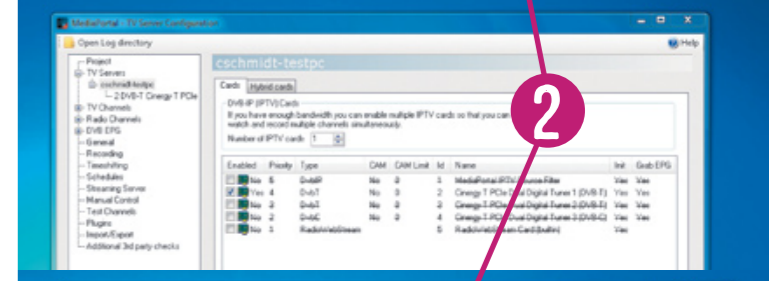 MediaPortal - TV Server Configuration
Open Log directory
Help
Project
TV Servers
cschmidt-testpc
2 DVB-T Cinergy T PCIe
TV Channels
Radio Channels
DVB EPG
General
Recording
Timeshifting
Schedules
Streaming Server
Manual Control
Test Channels
Plugins
Import/Export
Additional 3rd party checks
cschmidt-testpc
Cards Hybrid cards
DVB-IP (IPTV) Cards
If you have enough bandwidth you can enable multiple IPTV cards so that you can
watch and record multiple channels simultaneously.
Number of IPTV cards 1
2
Enabled Priority Type CAM CAM Limit Id Name Init Grab EPG
No 5 DvbIP No 0 1 MediaPortal IPTV Source Filter Yes Yes
Yes 4 DvbT No 0 2 Cinergy T PCIe Dual Digital Tuner 1 (DVB-T) Yes Yes
No 3 DvbT No 0 3 Cinergy T PCIe Dual Digital Tuner 2 (DVB-T) Yes Yes
No 2 DvbC No 0 4 Cinergy T PCIe Dual Digital Tuner 3 (DVB-C) Yes Yes
No 1 RadioWebStream 5 RadioWebStream Card (builtin) Yes